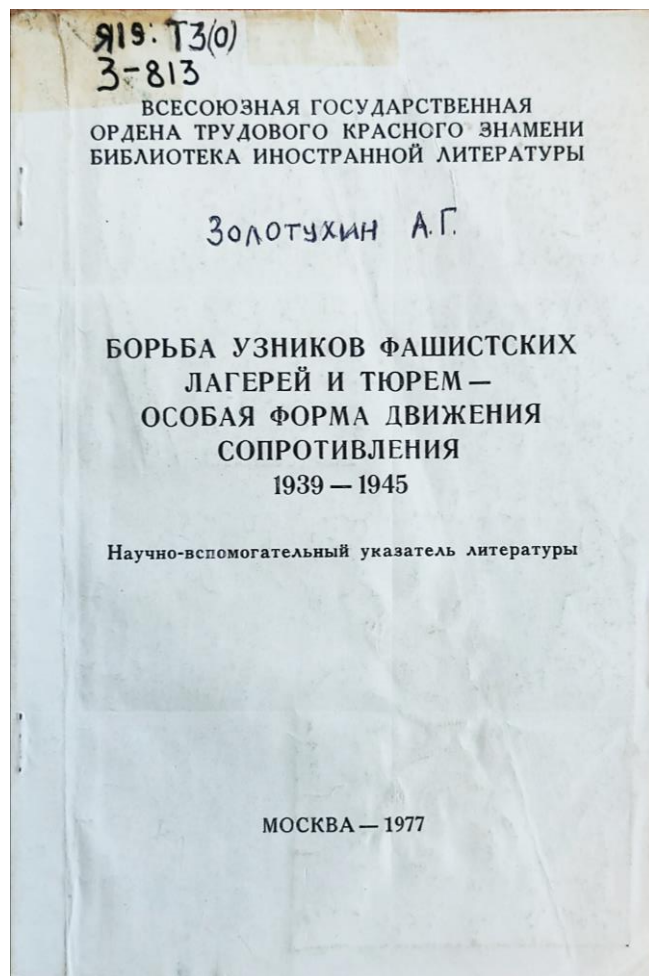 Я19: Т3(0)
З-813
ВСЕСОЮЗНАЯ ГОСУДАРСТВЕННАЯ
ОРДЕНА ТРУДОВОГО КРАСНОГО ЗНАМЕНИ
БИБЛИОТЕКА ИНОСТРАННОЙ ЛИТЕРАТУРЫ
Золотухин А.Г.
БОРЬБА УЗНИКОВ ФАШИСТСКИХ
ЛАГЕРЕЙ И ТЮРЕМ —
ОСОБАЯ ФОРМА ДВИЖЕНИЯ
СОПРОТИВЛЕНИЯ
1939 — 1945
Научно-вспомогательный указатель литературы
МОСКВА — 1977